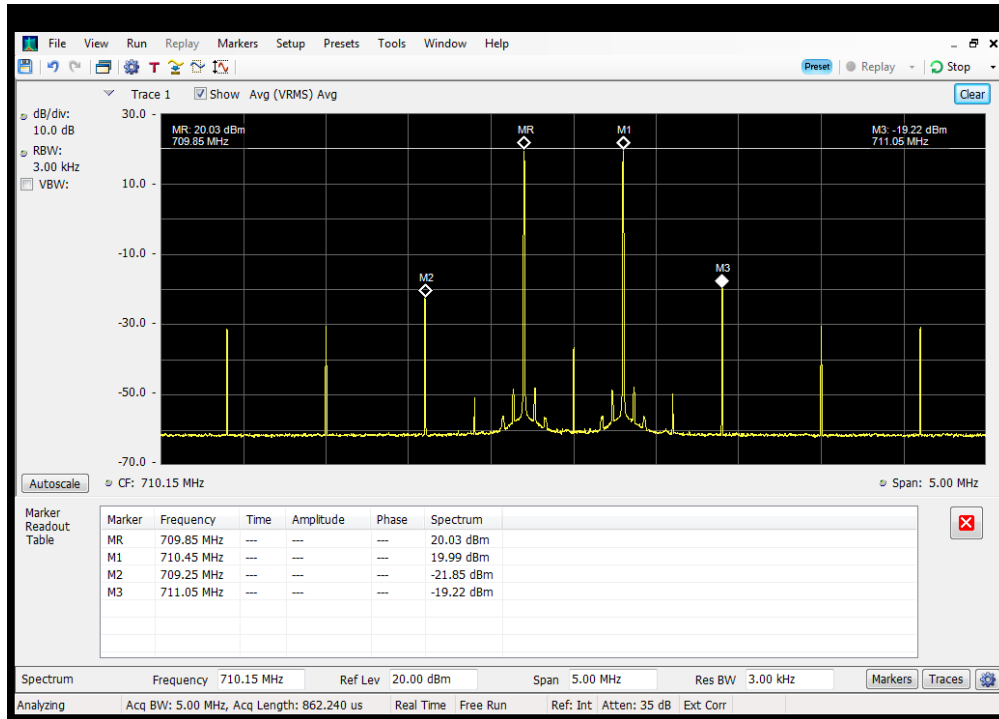 File View Run Replay Markers Setup Presets Tools Window Help
Preset Replay Stop
Trace 1 Show Avg (VRMS) Avg Clear
dB/div:
10.0 dB
RBW:
3.00 kHz
VBW:
30.0
10.0
-10.0
-30.0
-50.0
-70.0
MR: 20.03 dBm
709.85 MHz
MR
M1
M3: -19.22 dBm
711.05 MHz
M2
M3
Autoscale CF: 710.15 MHz Span: 5.00 MHz
Marker
Readout
Table
Marker Frequency Time Amplitude Phase Spectrum
MR 709.85 MHz --- --- --- 20.03 dBm
M1 710.45 MHz --- --- --- 19.99 dBm
M2 709.25 MHz --- --- --- -21.85 dBm
M3 711.05 MHz --- --- --- -19.22 dBm
Spectrum Frequency 710.15 MHz Ref Lev 20.00 dBm Span 5.00 MHz Res BW 3.00 kHz Markers Traces
Analyzing Acq BW: 5.00 MHz, Acq Length: 862.240 us Real Time Free Run Ref: Int Atten: 35 dB Ext Corr